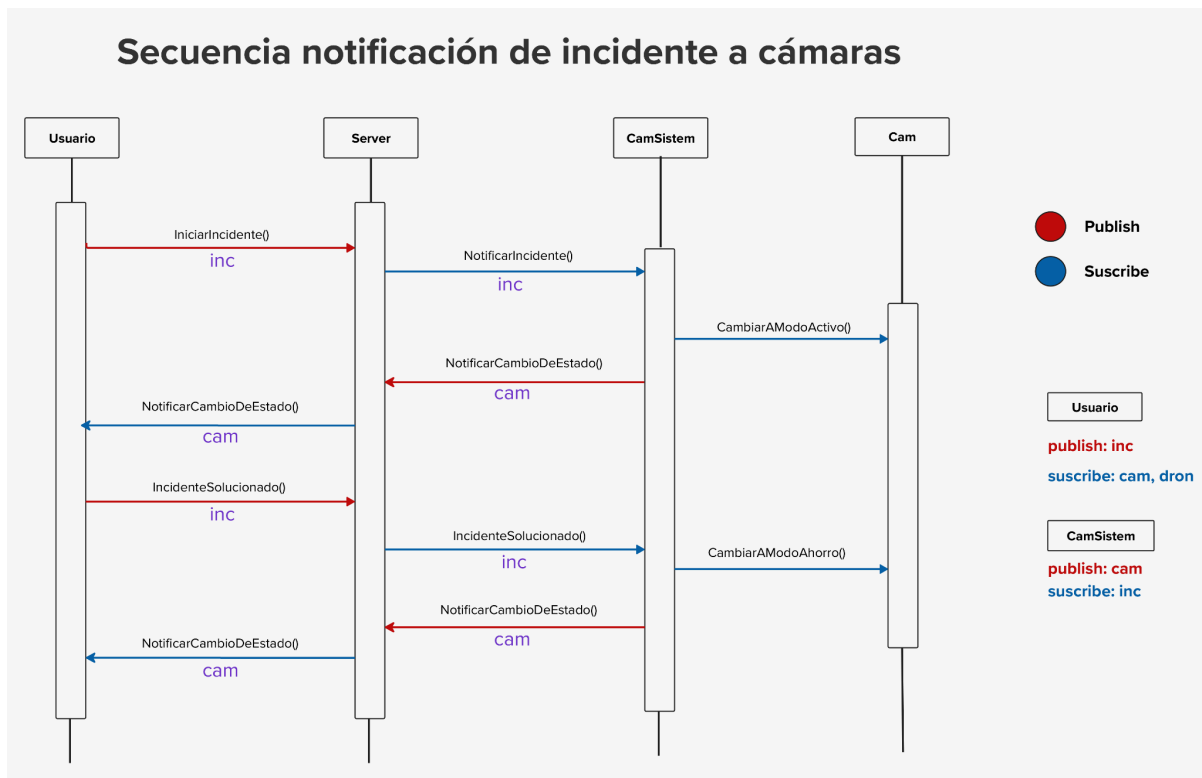 Secuencia notificación de incidente a cámaras
Usuario
Server
CamSistem
Cam
IniciarIncidente()
inc
NotificarIncidente()
inc
CambiarAModoActivo()
NotificarCambioDeEstado()
cam
NotificarCambioDeEstado()
cam
IncidenteSolucionado()
inc
IncidenteSolucionado()
inc
CambiarAModoAhorro()
NotificarCambioDeEstado()
cam
NotificarCambioDeEstado()
cam
Publish
Suscribe
Usuario
publish: inc
suscribe: cam, dron
CamSistem
publish: cam
suscribe: inc